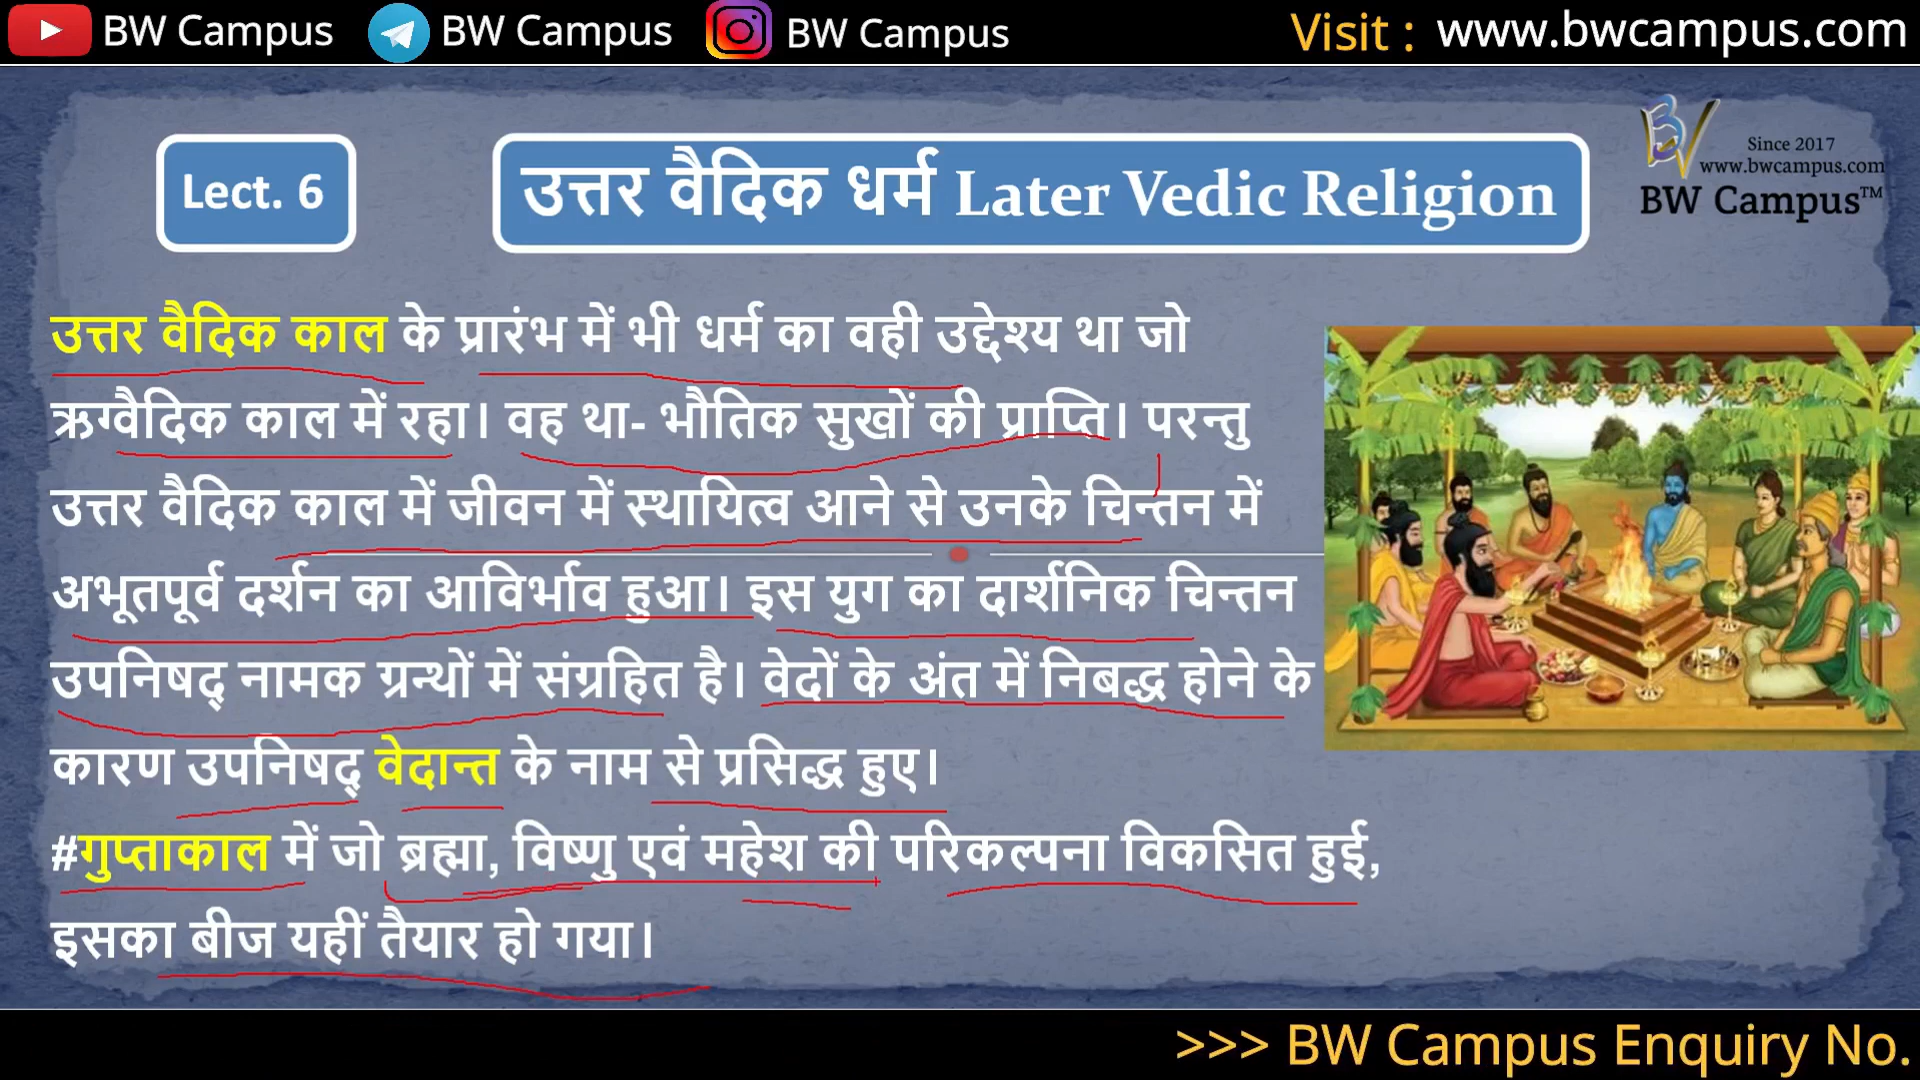 BW Campus BW Campus BW Campus Visit : www.bwcampus.com
Since 2017
www.bwcampus.com
BW Campus™
Lect. 6
उत्तर वैदिक धर्म Later Vedic Religion
उत्तर वैदिक काल के प्रारंभ में भी धर्म का वही उद्देश्य था जो
ऋग्वैदिक काल में रहा। वह था- भौतिक सुखों की प्राप्ति। परन्तु
उत्तर वैदिक काल में जीवन में स्थायित्व आने से उनके चिन्तन में
अभूतपूर्व दर्शन का आविर्भाव हुआ। इस युग का दार्शनिक चिन्तन
उपनिषद् नामक ग्रन्थों में संग्रहित है। वेदों के अंत में निबद्ध होने के
कारण उपनिषद् वेदान्त के नाम से प्रसिद्ध हुए।
#गुप्ताकाल में जो ब्रह्मा, विष्णु एवं महेश की परिकल्पना विकसित हुई,
इसका बीज यहीं तैयार हो गया।
>>> BW Campus Enquiry No.